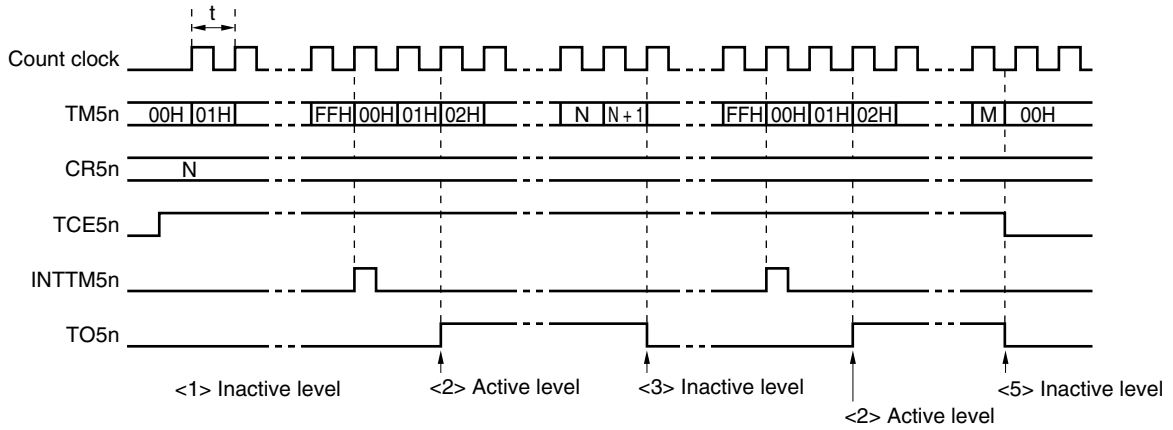 t
Count clock
TM5n 00H 01H FFH 00H 01H 02H N N + 1 FFH 00H 01H 02H M 00H
CR5n N
TCE5n
INTTM5n
TO5n
<1> Inactive level <2> Active level <3> Inactive level <5> Inactive level
<2> Active level